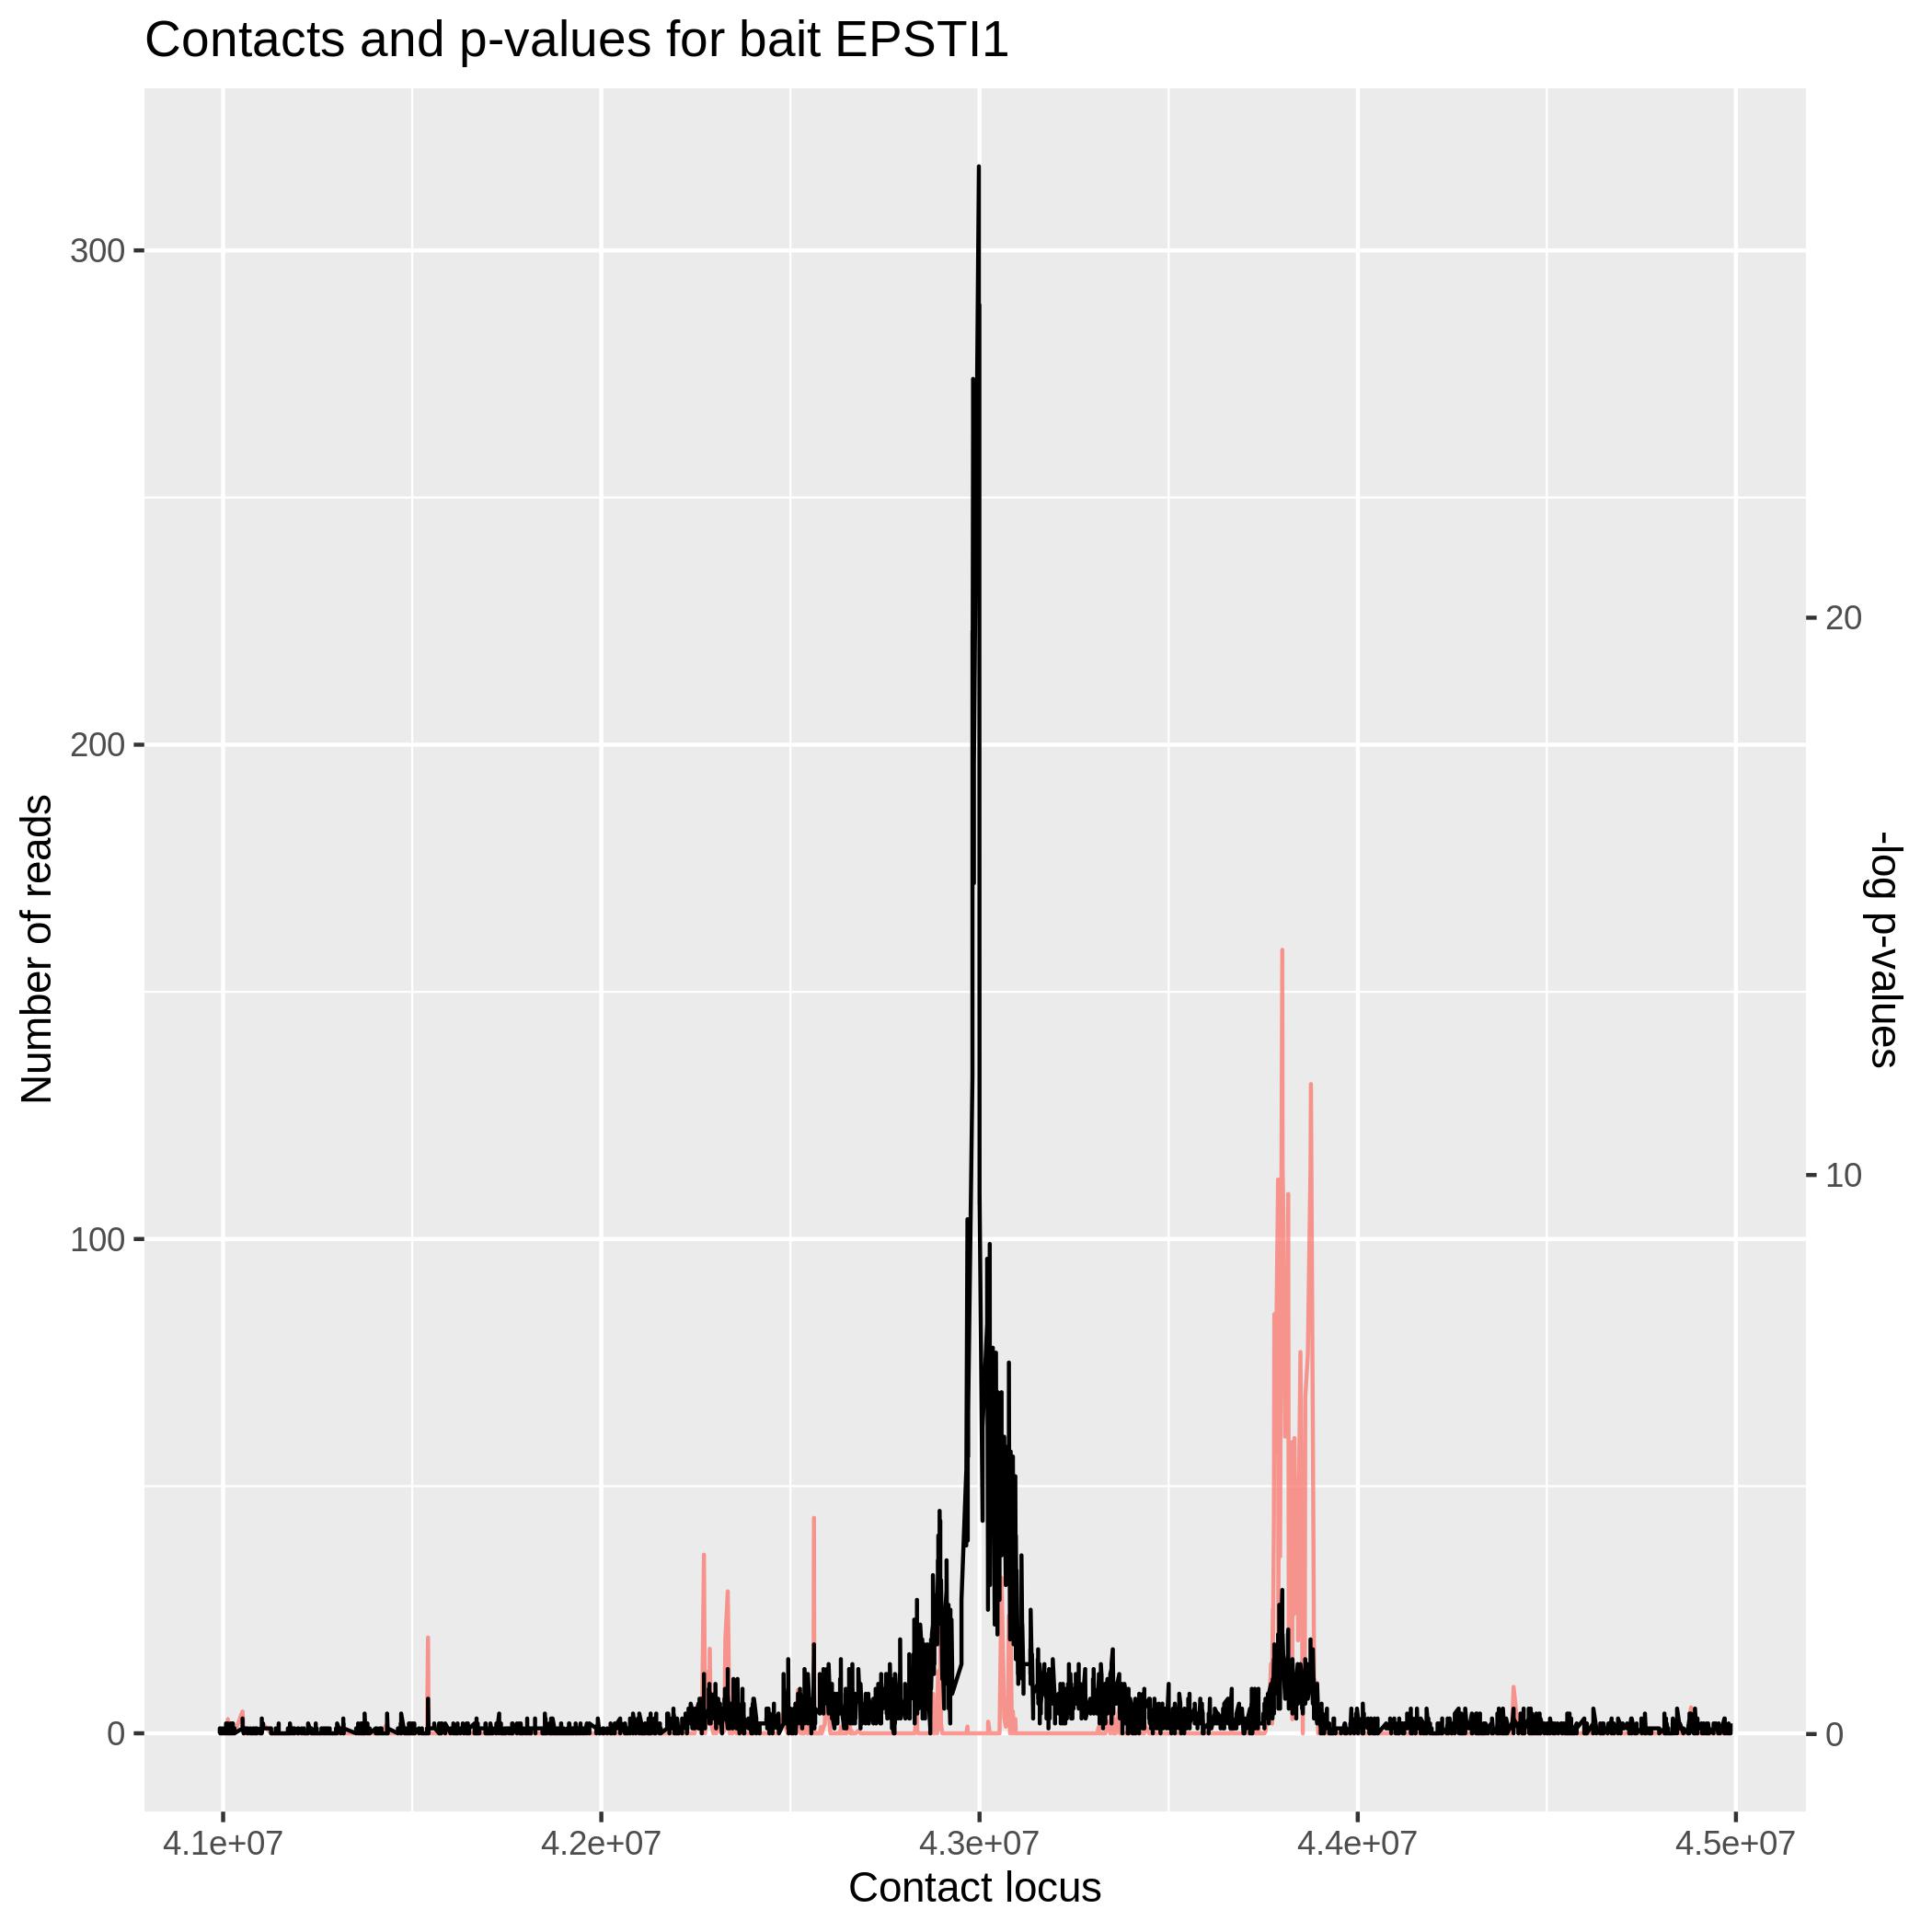 Contacts and p-values for bait EPSTI1
Number of reads
300
200
100
0
20
10
0
-log p-values
4.1e+07
4.2e+07
4.3e+07
4.4e+07
4.5e+07
Contact locus